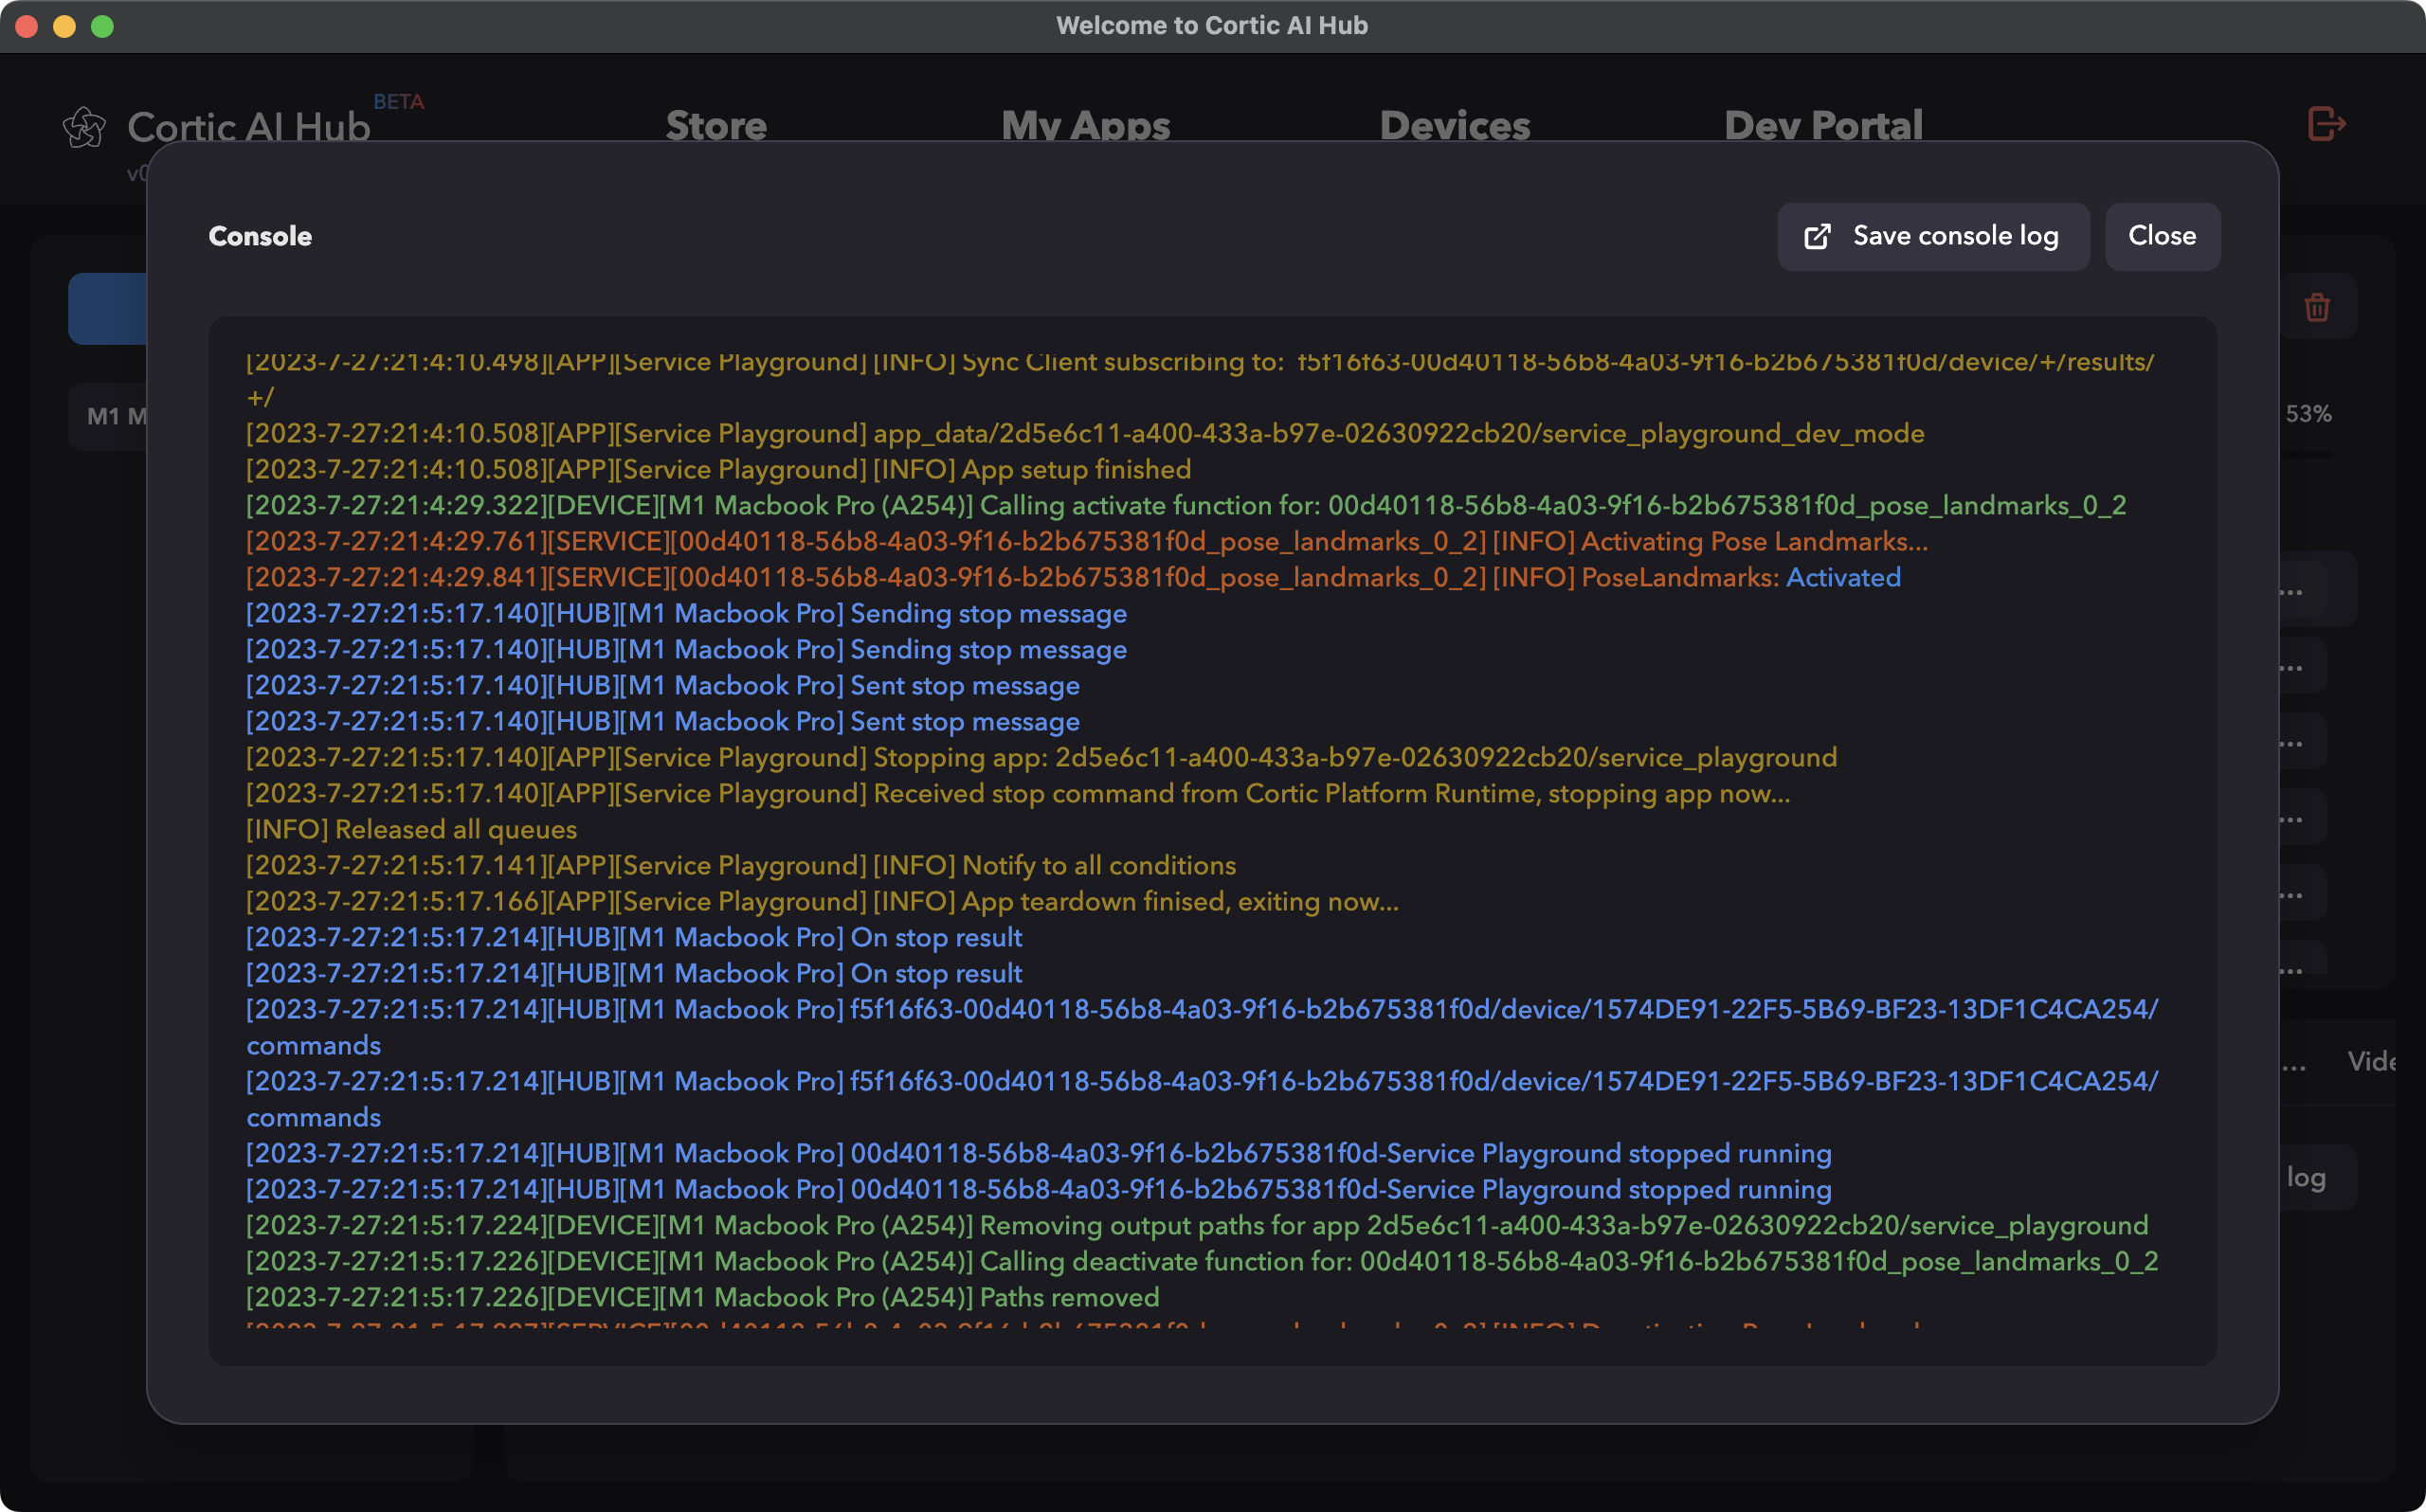 Welcome to Cortic AI Hub
Cortic AI Hub
BETA
Store
My Apps
Devices
Dev Portal
Console
Save console log
Close
M1
53%
[2023-7-27:21:4:10.498][APP][Service Playground] [INFO] Sync Client subscribing to:  f5f16f63-00d40118-56b8-4a03-9f16-b2b675381f0d/device/+/results/
+/
[2023-7-27:21:4:10.508][APP][Service Playground] app_data/2d5e6c11-a400-433a-b97e-02630922cb20/service_playground_dev_mode
[2023-7-27:21:4:10.508][APP][Service Playground] [INFO] App setup finished
[2023-7-27:21:4:29.322][DEVICE][M1 Macbook Pro (A254)] Calling activate function for: 00d40118-56b8-4a03-9f16-b2b675381f0d_pose_landmarks_0_2
[2023-7-27:21:4:29.761][SERVICE][00d40118-56b8-4a03-9f16-b2b675381f0d_pose_landmarks_0_2] [INFO] Activating Pose Landmarks...
[2023-7-27:21:4:29.841][SERVICE][00d40118-56b8-4a03-9f16-b2b675381f0d_pose_landmarks_0_2] [INFO] PoseLandmarks: Activated
[2023-7-27:21:5:17.140][HUB][M1 Macbook Pro] Sending stop message
[2023-7-27:21:5:17.140][HUB][M1 Macbook Pro] Sending stop message
[2023-7-27:21:5:17.140][HUB][M1 Macbook Pro] Sent stop message
[2023-7-27:21:5:17.140][HUB][M1 Macbook Pro] Sent stop message
[2023-7-27:21:5:17.140][APP][Service Playground] Stopping app: 2d5e6c11-a400-433a-b97e-02630922cb20/service_playground
[2023-7-27:21:5:17.140][APP][Service Playground] Received stop command from Cortic Platform Runtime, stopping app now...
[INFO] Released all queues
[2023-7-27:21:5:17.141][APP][Service Playground] [INFO] Notify to all conditions
[2023-7-27:21:5:17.166][APP][Service Playground] [INFO] App teardown finised, exiting now...
[2023-7-27:21:5:17.214][HUB][M1 Macbook Pro] On stop result
[2023-7-27:21:5:17.214][HUB][M1 Macbook Pro] On stop result
[2023-7-27:21:5:17.214][HUB][M1 Macbook Pro] f5f16f63-00d40118-56b8-4a03-9f16-b2b675381f0d/device/1574DE91-22F5-5B69-BF23-13DF1C4CA254/
commands
[2023-7-27:21:5:17.214][HUB][M1 Macbook Pro] f5f16f63-00d40118-56b8-4a03-9f16-b2b675381f0d/device/1574DE91-22F5-5B69-BF23-13DF1C4CA254/
commands
[2023-7-27:21:5:17.214][HUB][M1 Macbook Pro] 00d40118-56b8-4a03-9f16-b2b675381f0d-Service Playground stopped running
[2023-7-27:21:5:17.214][HUB][M1 Macbook Pro] 00d40118-56b8-4a03-9f16-b2b675381f0d-Service Playground stopped running
[2023-7-27:21:5:17.224][DEVICE][M1 Macbook Pro (A254)] Removing output paths for app 2d5e6c11-a400-433a-b97e-02630922cb20/service_playground
[2023-7-27:21:5:17.226][DEVICE][M1 Macbook Pro (A254)] Calling deactivate function for: 00d40118-56b8-4a03-9f16-b2b675381f0d_pose_landmarks_0_2
[2023-7-27:21:5:17.226][DEVICE][M1 Macbook Pro (A254)] Paths removed
log